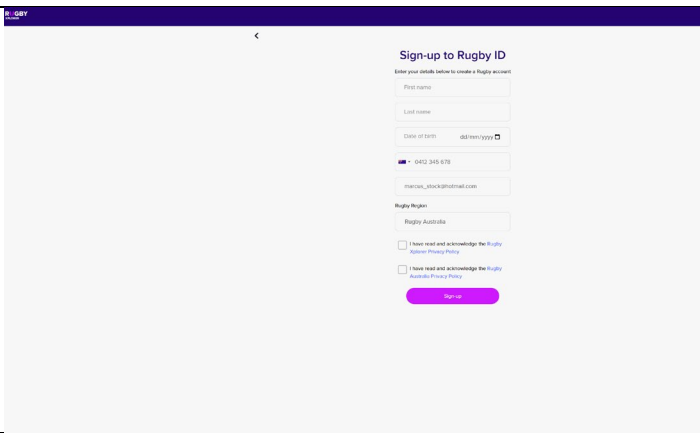 RUGBY
XPLORER
Sign-up to Rugby ID
Enter your details below to create a Rugby account
First name
Last name
Date of birth dd/mm/yyyy
0412 345 678
marcus_stock@hotmail.com
Rugby Region
Rugby Australia
I have read and acknowledge the Rugby
Xplorer Privacy Policy
I have read and acknowledge the Rugby
Australia Privacy Policy
Sign-up